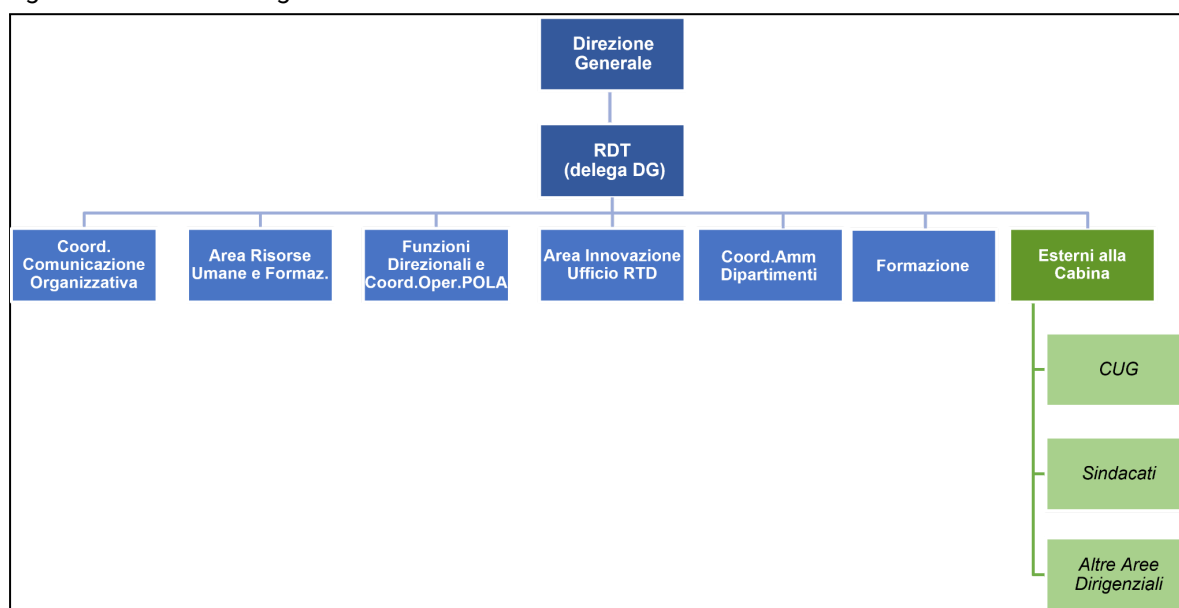 Direzione
Generale
RDT
(delega DG)
Coord.
Comunicazione
Organizzativa
Area Risorse
Umane e Formaz.
Funzioni
Direzionali e
Coord.Oper.POLA
Area Innovazione
Ufficio RTD
Coord.Amm
Dipartimenti
Formazione
Esterni alla
Cabina
CUG
Sindacati
Altre Aree
Dirigenziali